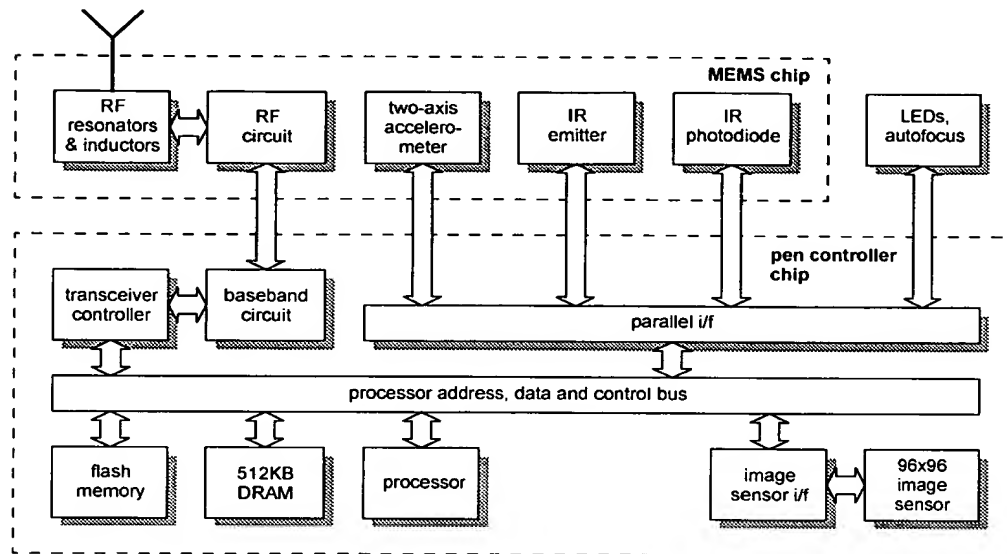 MEMS chip
RF
resonators
& inductors
RF
circuit
two-axis
accelero-
meter
IR
emitter
IR
photodiode
LEDs,
autofocus
pen controller
chip
transceiver
controller
baseband
circuit
parallel i/f
processor address, data and control bus
flash
memory
512KB
DRAM
processor
image
sensor i/f
96x96
image
sensor